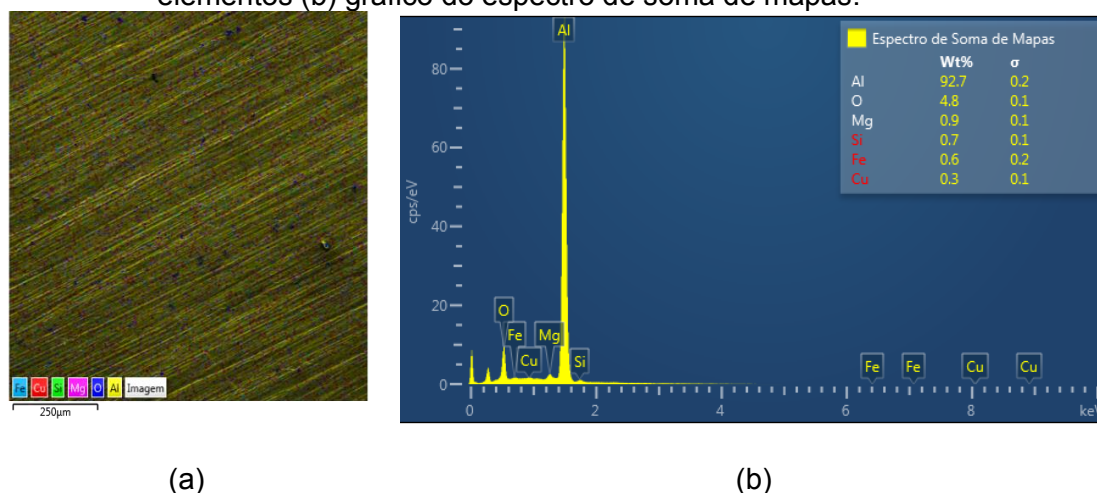 elementos (b) gráfico do espectro de soma de mapas.
Fe Cu Si Mg O Al Imagem
250µm
Al
80
60
40
20
0
cps/eV
O
Fe
Cu
Mg
Si
Fe
Fe
Cu
Cu
0 2 4 6 8 keV
Espectro de Soma de Mapas
Wt% σ
Al 92.7 0.2
O 4.8 0.1
Mg 0.9 0.1
Si 0.7 0.1
Fe 0.6 0.2
Cu 0.3 0.1
(a) (b)